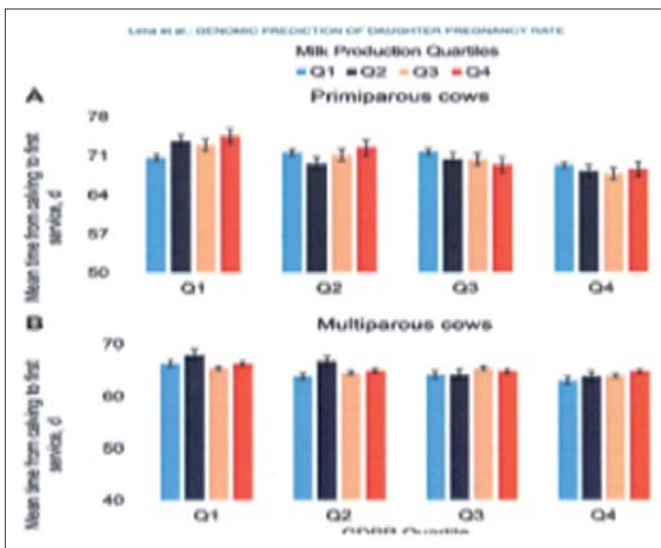 Lima et al.: GENOMIC PREDICTION OF DAUGHTER PREGNANCY RATE
Milk Production Quartiles
Q1 Q2 Q3 Q4
A
Primiparous cows
Mean time from calving to first
service, d
78
71
64
57
50
Q1 Q2 Q3 Q4
B
Multiparous cows
Mean time from calving to first
service, d
70
60
50
40
Q1 Q2 Q3 Q4
Quartile